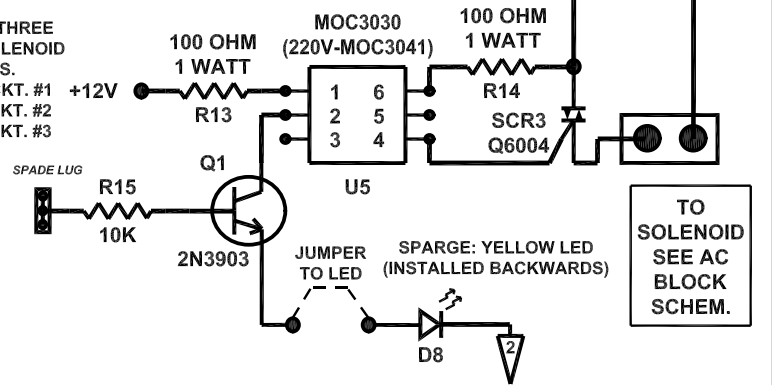 THREE
LENOID
S.
KT. #1
KT. #2
KT. #3
+12V
100 OHM
1 WATT
R13
MOC3030
(220V-MOC3041)
1 6
2 5
3 4
U5
100 OHM
1 WATT
R14
SCR3
Q6004
SPADE LUG
R15
10K
Q1
2N3903
JUMPER
TO LED
SPARGE: YELLOW LED
(INSTALLED BACKWARDS)
D8
2
TO
SOLENOID
SEE AC
BLOCK
SCHEM.